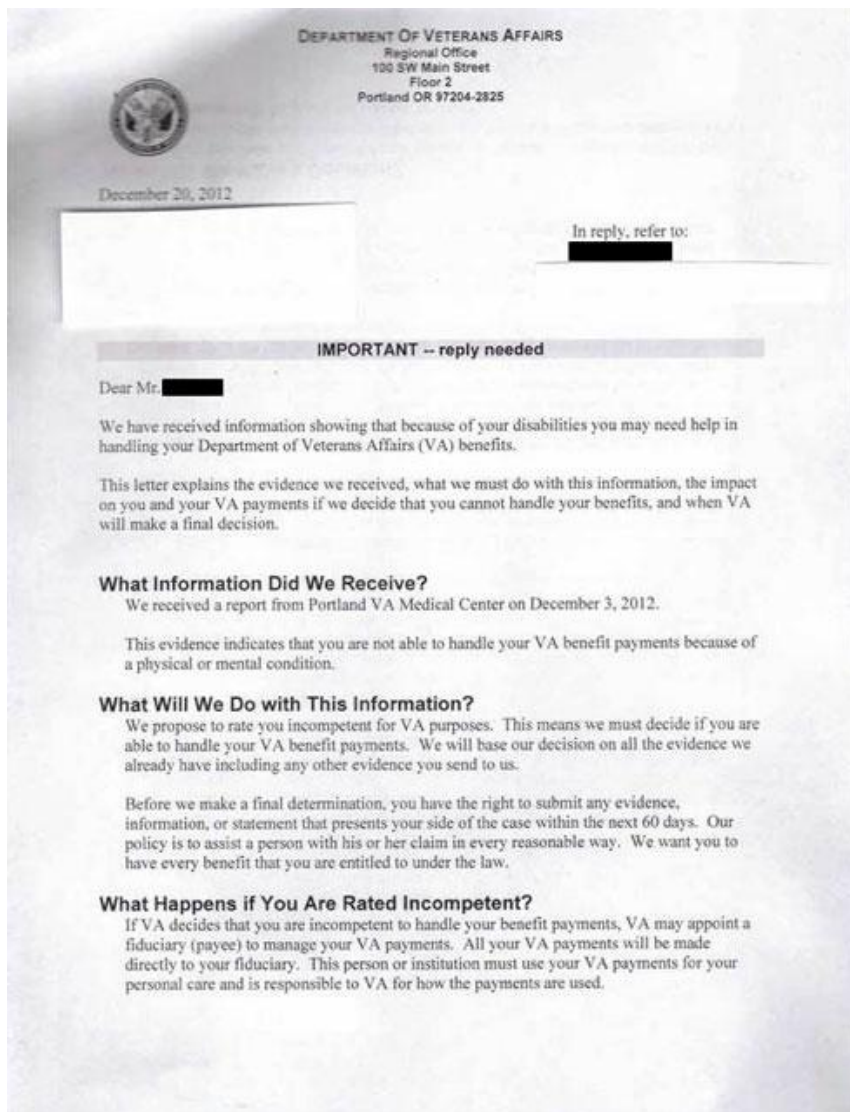 DEPARTMENT OF VETERANS AFFAIRS
Regional Office
100 SW Main Street
Floor 2
Portland OR 97204-2825
December 20, 2012
In reply, refer to:
IMPORTANT -- reply needed
Dear Mr.
We have received information showing that because of your disabilities you may need help in
handling your Department of Veterans Affairs (VA) benefits.
This letter explains the evidence we received, what we must do with this information, the impact
on you and your VA payments if we decide that you cannot handle your benefits, and when VA
will make a final decision.
What Information Did We Receive?
We received a report from Portland VA Medical Center on December 3, 2012.
This evidence indicates that you are not able to handle your VA benefit payments because of
a physical or mental condition.
What Will We Do with This Information?
We propose to rate you incompetent for VA purposes. This means we must decide if you are
able to handle your VA benefit payments. We will base our decision on all the evidence we
already have including any other evidence you send to us.
Before we make a final determination, you have the right to submit any evidence,
information, or statement that presents your side of the case within the next 60 days. Our
policy is to assist a person with his or her claim in every reasonable way. We want you to
have every benefit that you are entitled to under the law.
What Happens if You Are Rated Incompetent?
If VA decides that you are incompetent to handle your benefit payments, VA may appoint a
fiduciary (payee) to manage your VA payments. All your VA payments will be made
directly to your fiduciary. This person or institution must use your VA payments for your
personal care and is responsible to VA for how the payments are used.